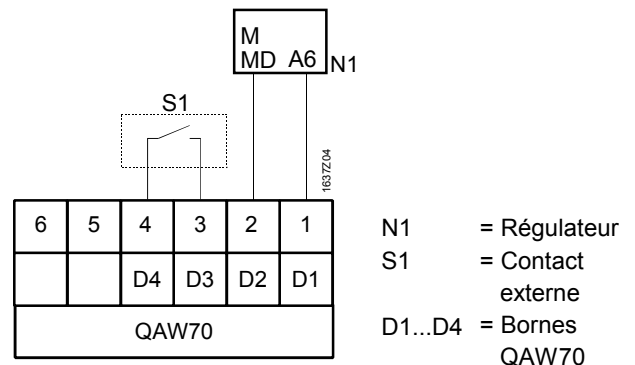 M
MD A6 N1
S1
1637Z04
6 5 4 3 2 1
D4 D3 D2 D1
QAW70
N1 = Régulateur
S1 = Contact
externe
D1...D4 = Bornes
QAW70